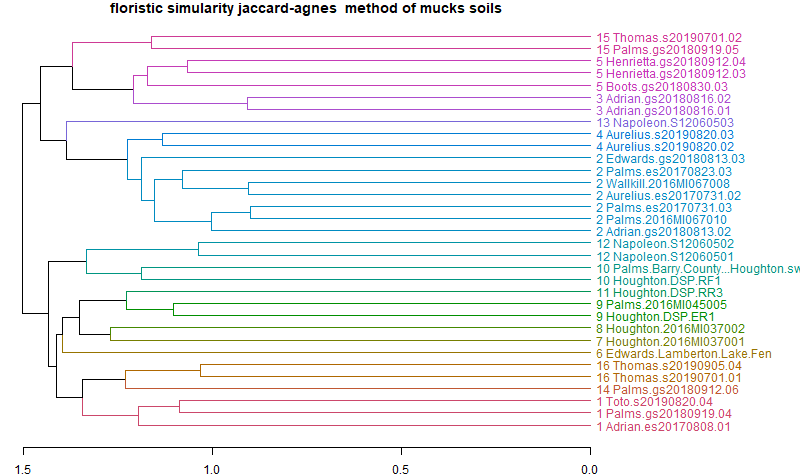 floristic simularity jaccard-agnes method of mucks soils
15 Thomas.s20190701.02
15 Palms.gs20180919.05
5 Henrietta.gs20180912.04
5 Henrietta.gs20180912.03
5 Boots.gs20180830.03
3 Adrian.gs20180816.02
3 Adrian.gs20180816.01
13 Napoleon.S12060503
4 Aurelius.s20190820.03
4 Aurelius.s20190820.02
2 Edwards.gs20180813.03
2 Palms.es20170823.03
2 Wallkill.2016MI067008
2 Aurelius.es20170731.02
2 Palms.es20170731.03
2 Palms.2016MI067010
2 Adrian.gs20180813.02
12 Napoleon.S12060502
12 Napoleon.S12060501
10 Palms.Barry.County...Houghton.sw
10 Houghton.DSP.RF1
11 Houghton.DSP.RR3
9 Palms.2016MI045005
9 Houghton.DSP.ER1
8 Houghton.2016MI037002
7 Houghton.2016MI037001
6 Edwards.Lamberton.Lake.Fen
16 Thomas.s20190905.04
16 Thomas.s20190701.01
14 Palms.gs20180912.06
1 Toto.s20190820.04
1 Palms.gs20180919.04
1 Adrian.es20170808.01
1.5 1.0 0.5 0.0